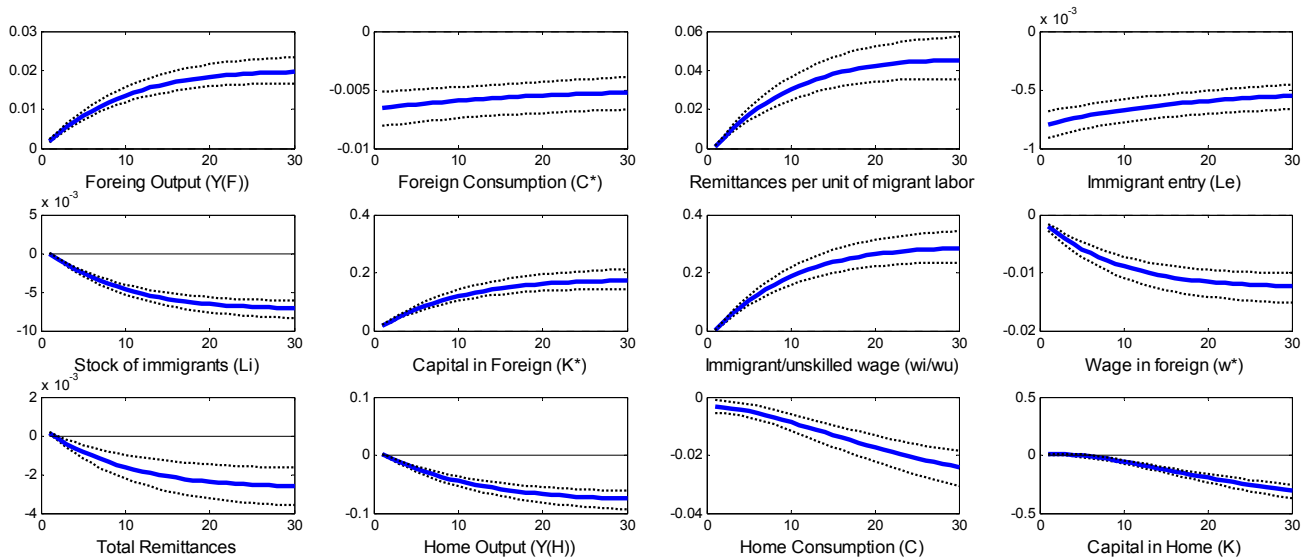 0.03
0.02
0.01
0
0 10 20 30
Foreing Output (Y(F))
0
-0.005
-0.01
0 10 20 30
Foreign Consumption (C*)
0.06
0.04
0.02
0
0 10 20 30
Remittances per unit of migrant labor
x 10⁻³
0
-0.5
-1
0 10 20 30
Immigrant entry (Le)
x 10⁻³
5
0
-5
-10
0 10 20 30
Stock of immigrants (Li)
0.4
0.2
0
0 10 20 30
Capital in Foreign (K*)
0.4
0.2
0
0 10 20 30
Immigrant/unskilled wage (wi/wu)
0
-0.01
-0.02
0 10 20 30
Wage in foreign (w*)
x 10⁻³
2
0
-2
-4
0 10 20 30
Total Remittances
0.1
0
-0.1
0 10 20 30
Home Output (Y(H))
0
-0.02
-0.04
0 10 20 30
Home Consumption (C)
0.5
0
-0.5
0 10 20 30
Capital in Home (K)